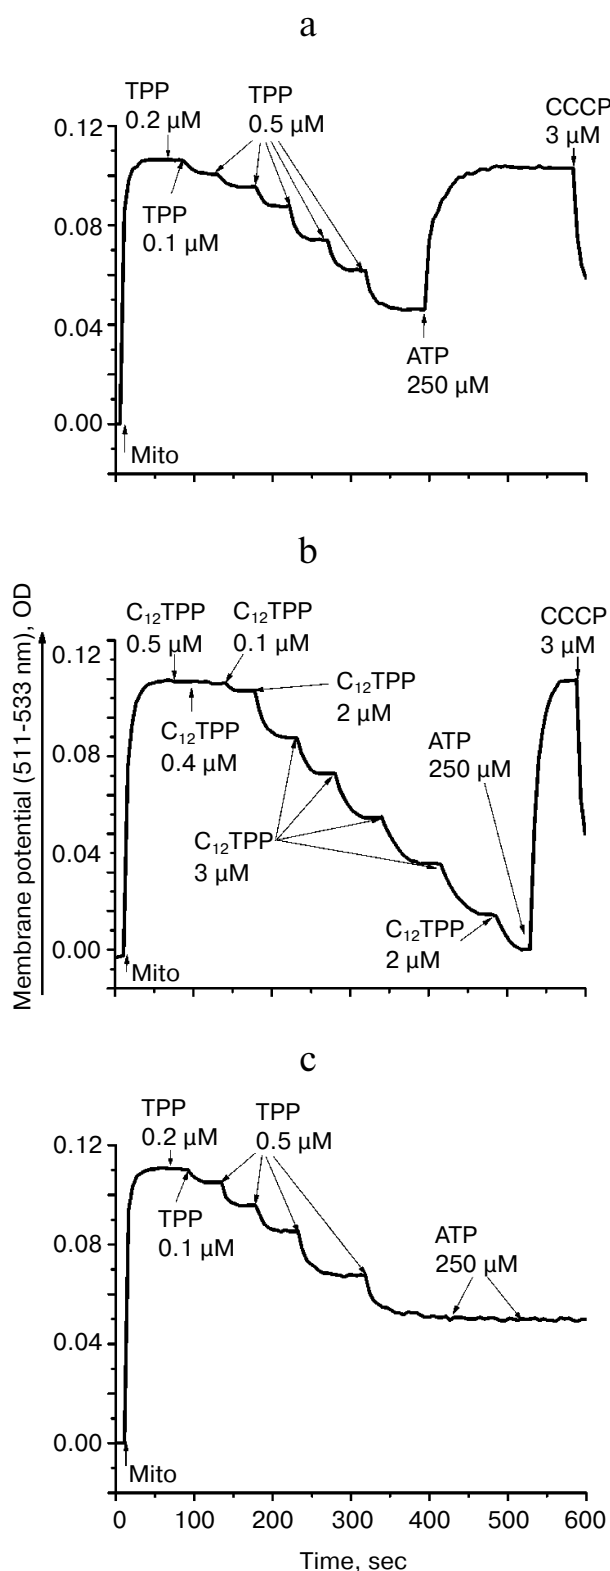 a
TPP
0.2 μM
TPP
0.5 μM
CCCP
3 μM
0.12
TPP
0.1 μM
0.08
0.04
ATP
250 μM
0.00
Mito
b
Membrane potential (511-533 nm), OD
C12TPP
0.5 μM
C12TPP
0.1 μM
CCCP
3 μM
0.12
C12TPP
2 μM
C12TPP
0.4 μM
ATP
250 μM
0.08
C12TPP
3 μM
0.04
C12TPP
2 μM
0.00
Mito
c
TPP
0.2 μM
TPP
0.5 μM
0.12
TPP
0.1 μM
ATP
250 μM
0.08
0.04
0.00
Mito
0 100 200 300 400 500 600
Time, sec